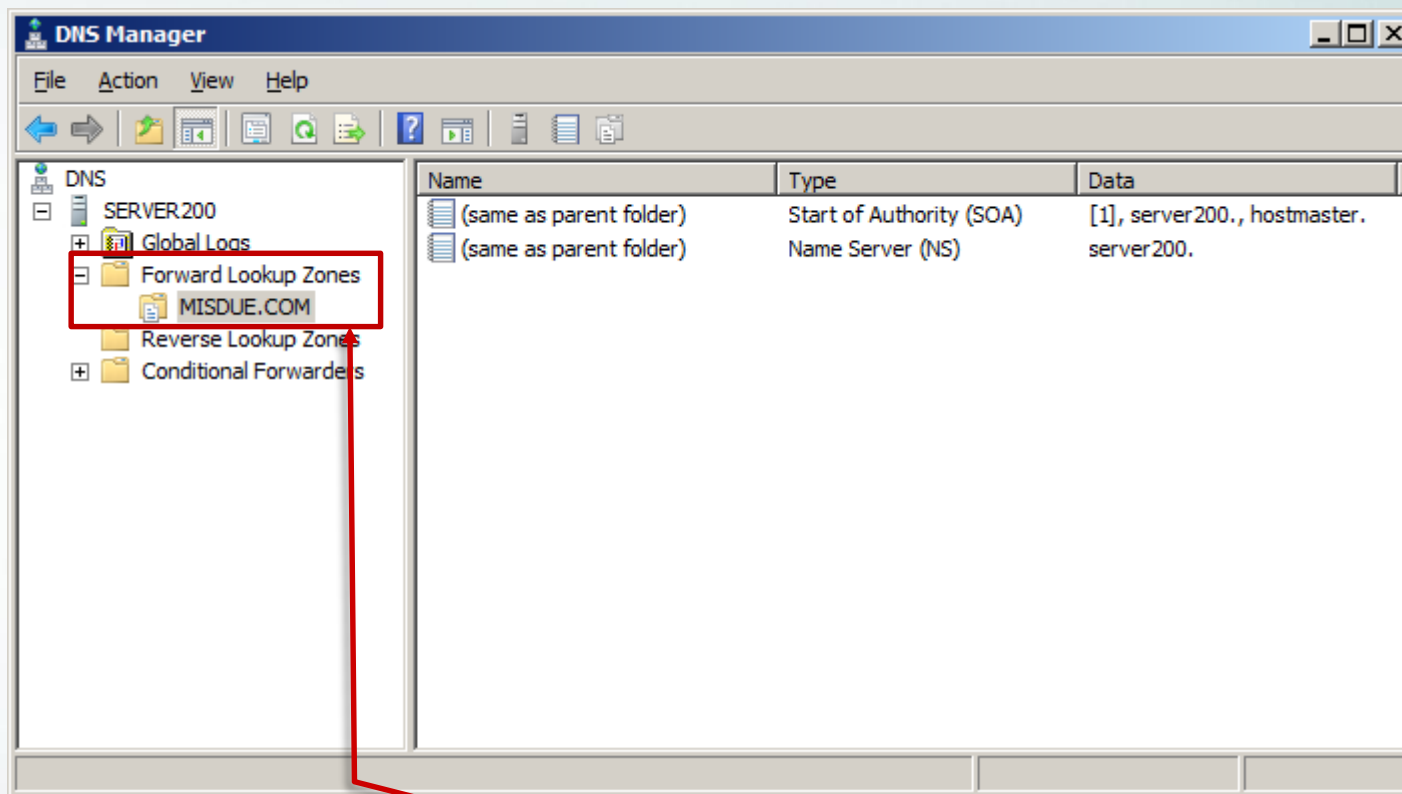 DNS Manager
File Action View Help
DNS
SERVER200
Global Logs
Forward Lookup Zones
MISDUE.COM
Reverse Lookup Zones
Conditional Forwarders
Name Type Data
(same as parent folder) Start of Authority (SOA) [1], server200., hostmaster.
(same as parent folder) Name Server (NS) server200.